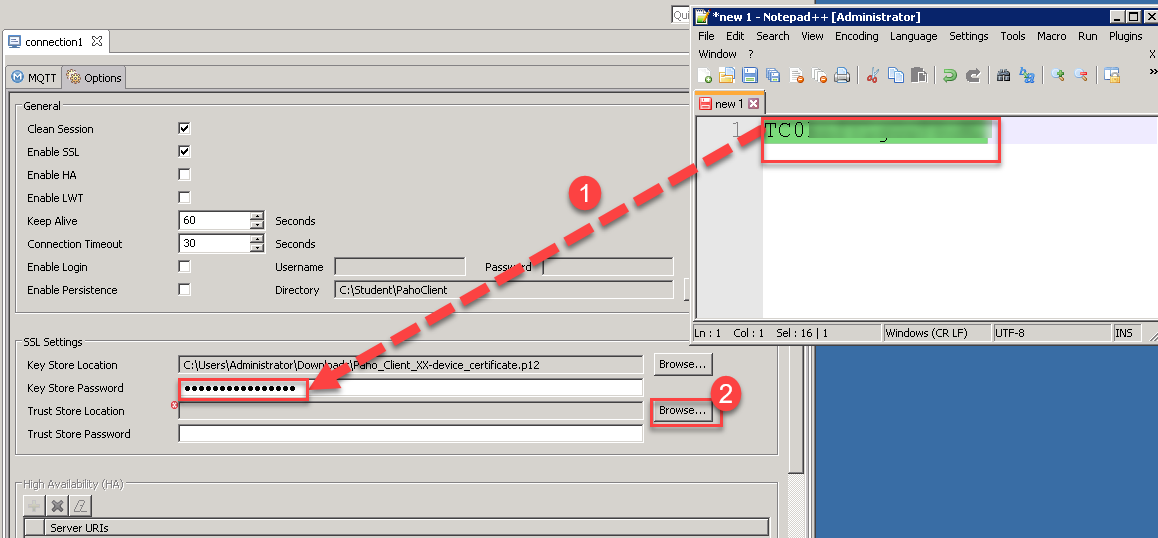 Qui
*new 1 - Notepad++ [Administrator]
File Edit Search View Encoding Language Settings Tools Macro Run Plugins
Window ? X
new 1
1 TC0
Ln : 1 Col : 1 Sel : 16 | 1 Windows (CR LF) UTF-8 INS
connection1
MQTT Options
General
Clean Session
Enable SSL
Enable HA
Enable LWT
Keep Alive 60 Seconds
Connection Timeout 30 Seconds
Enable Login Username Password
Enable Persistence Directory C:\Student\PahoClient
1
SSL Settings
Key Store Location C:\Users\Administrator\Downloads\Paho_Client_XX-device_certificate.p12 Browse...
Key Store Password ●●●●●●●●●●●●●●●●
2
Trust Store Location Browse...
Trust Store Password
High Availability (HA)
Server URIs